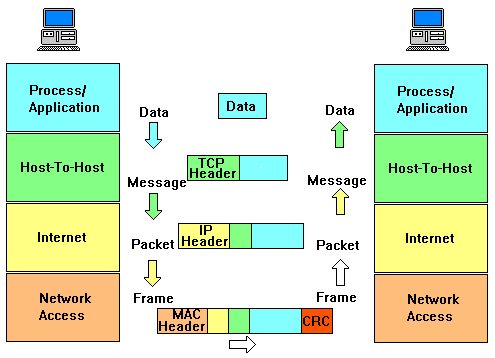 Process/
Application
Data
Data
Data
Process/
Application
Host-To-Host
TCP
Header
Message
Message
Host-To-Host
Internet
IP
Header
Packet
Packet
Internet
Network
Access
Frame
Frame
MAC
Header
CRC
Network
Access